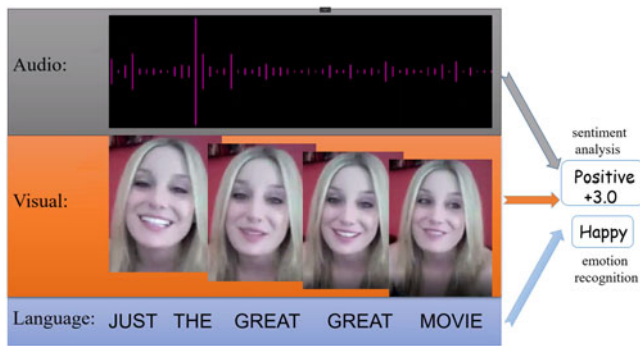 Audio:
sentiment
analysis
Positive
+3.0
Visual:
Happy
emotion
recognition
Language: JUST THE GREAT GREAT MOVIE